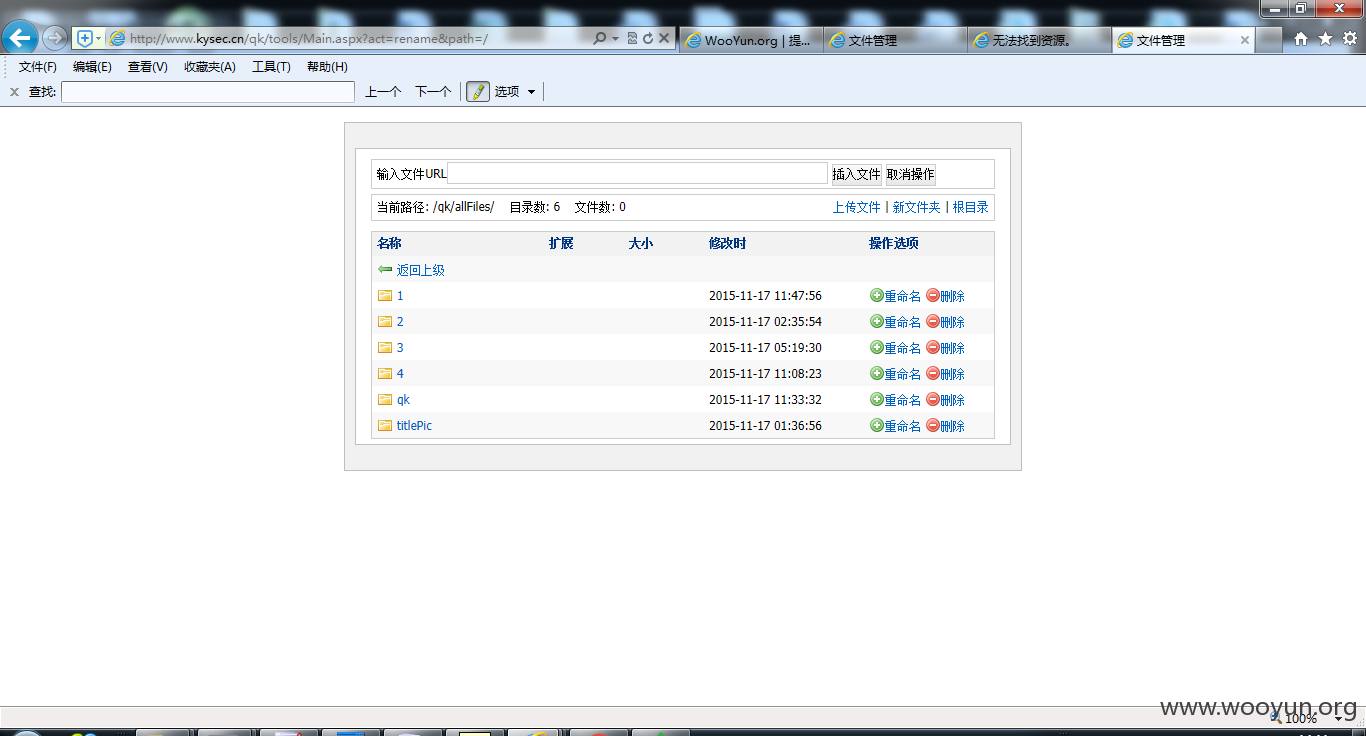 http://www.kysec.cn/qk/tools/Main.aspx?act=rename&path=/
WooYun.org | 提...
文件管理
无法找到资源。
文件管理
文件(F) 编辑(E) 查看(V) 收藏夹(A) 工具(T) 帮助(H)
x 查找: 上一个 下一个 选项
输入文件URL 插入文件 取消操作
当前路径: /qk/allFiles/ 目录数: 6 文件数: 0 上传文件 | 新文件夹 | 根目录
名称 扩展 大小 修改时 操作选项
返回上级
1 2015-11-17 11:47:56 重命名 删除
2 2015-11-17 02:35:54 重命名 删除
3 2015-11-17 05:19:30 重命名 删除
4 2015-11-17 11:08:23 重命名 删除
qk 2015-11-17 11:33:32 重命名 删除
titlePic 2015-11-17 01:36:56 重命名 删除
www.wooyun.org
100%